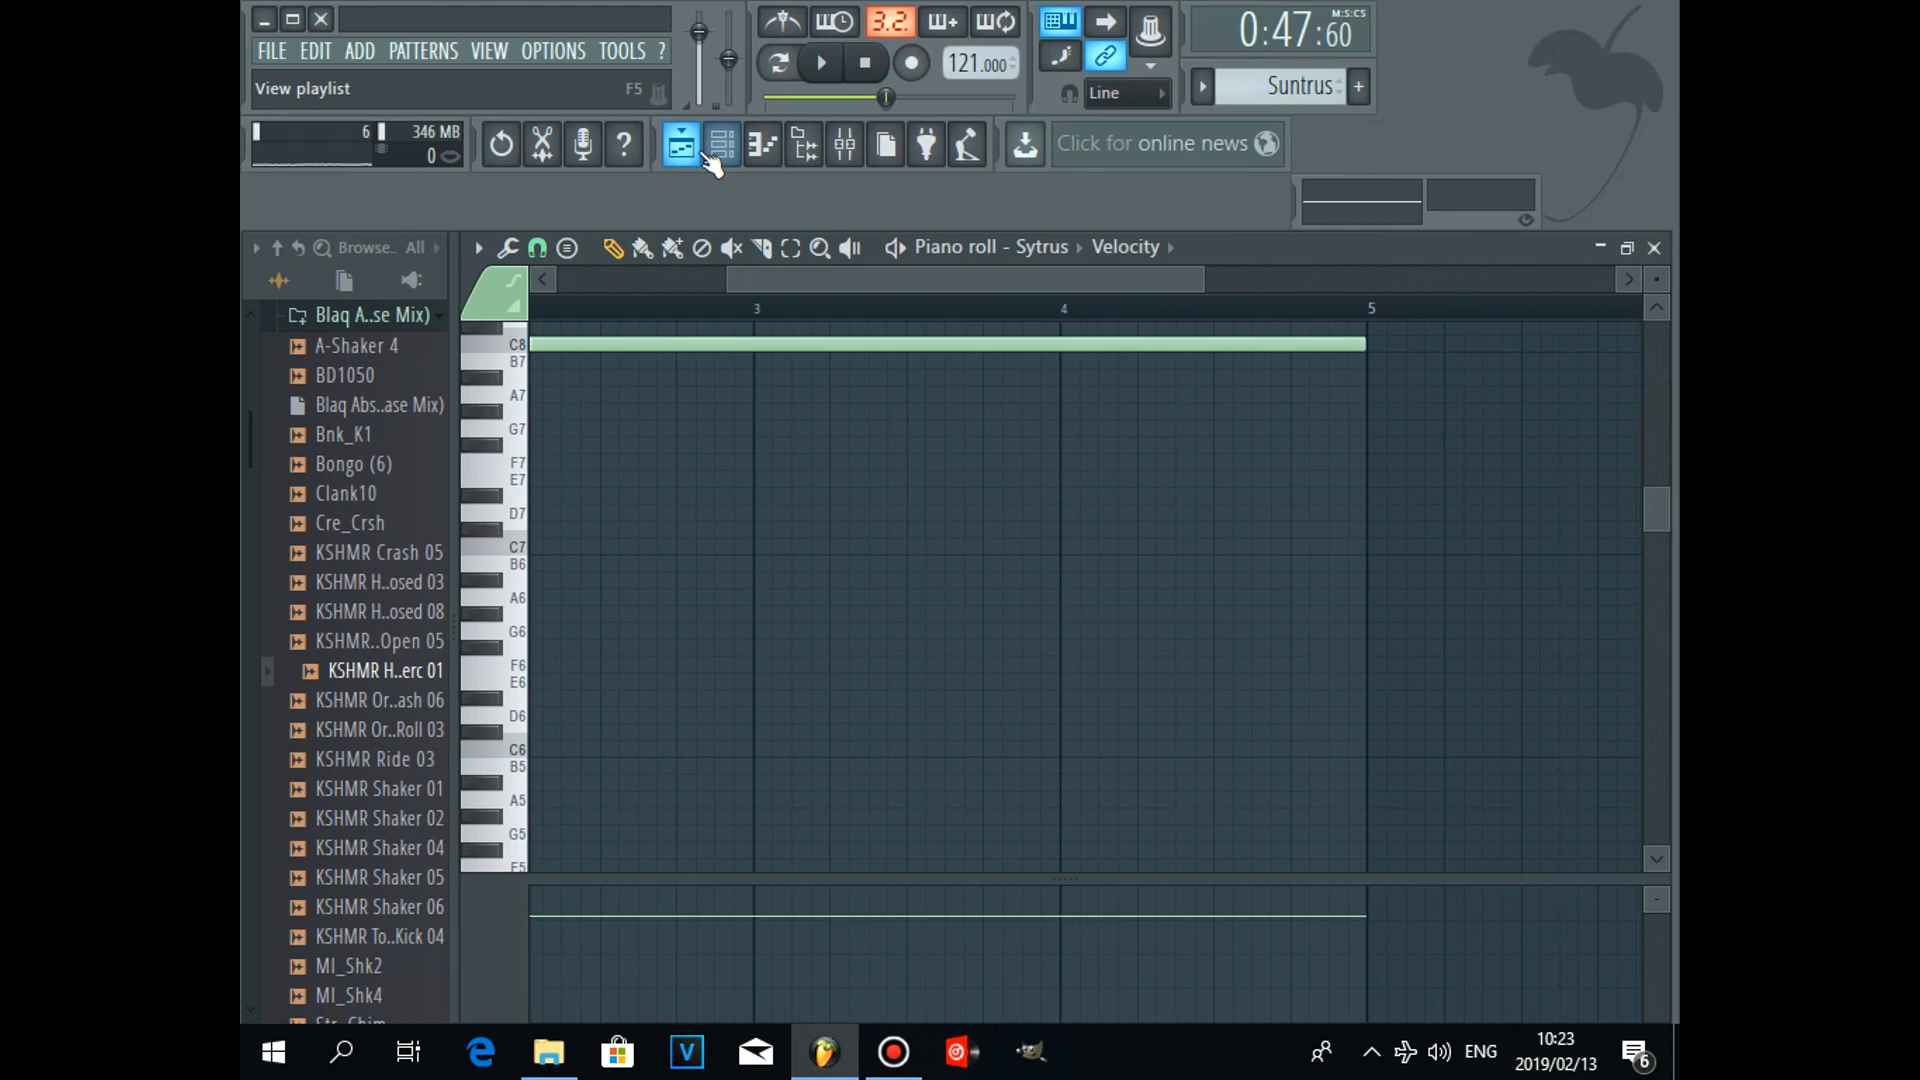 FILE EDIT ADD PATTERNS VIEW OPTIONS TOOLS ?
View playlist F5
3.2.
121.000
Line
M:S:CS
0:47:60
Suntrus
6 346 MB
0
Click for online news
Browse.. All
Piano roll - Sytrus Velocity
Blaq A..se Mix)
A-Shaker 4
BD1050
Blaq Abs..ase Mix)
Bnk_K1
Bongo (6)
Clank10
Cre_Crsh
KSHMR Crash 05
KSHMR H..osed 03
KSHMR H..osed 08
KSHMR..Open 05
KSHMR H..erc 01
KSHMR Or..ash 06
KSHMR Or..Roll 03
KSHMR Ride 03
KSHMR Shaker 01
KSHMR Shaker 02
KSHMR Shaker 04
KSHMR Shaker 05
KSHMR Shaker 06
KSHMR To..Kick 04
MI_Shk2
MI_Shk4
3 4 5
C8
B7
A7
G7
F7
E7
D7
C7
B6
A6
G6
F6
E6
D6
C6
B5
A5
G5
ENG
10:23
2019/02/13
6